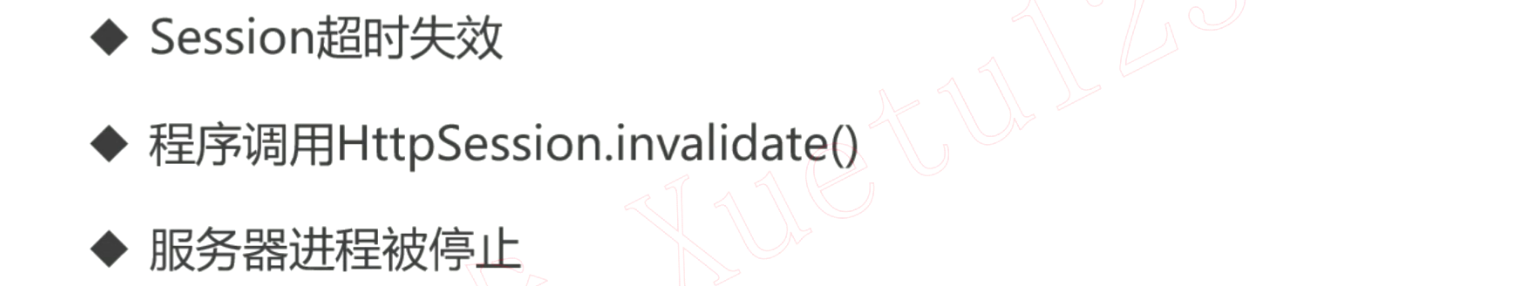 ◆ Session超时失效
◆ 程序调用HttpSession.invalidate()
◆ 服务器进程被停止
Xuetu123